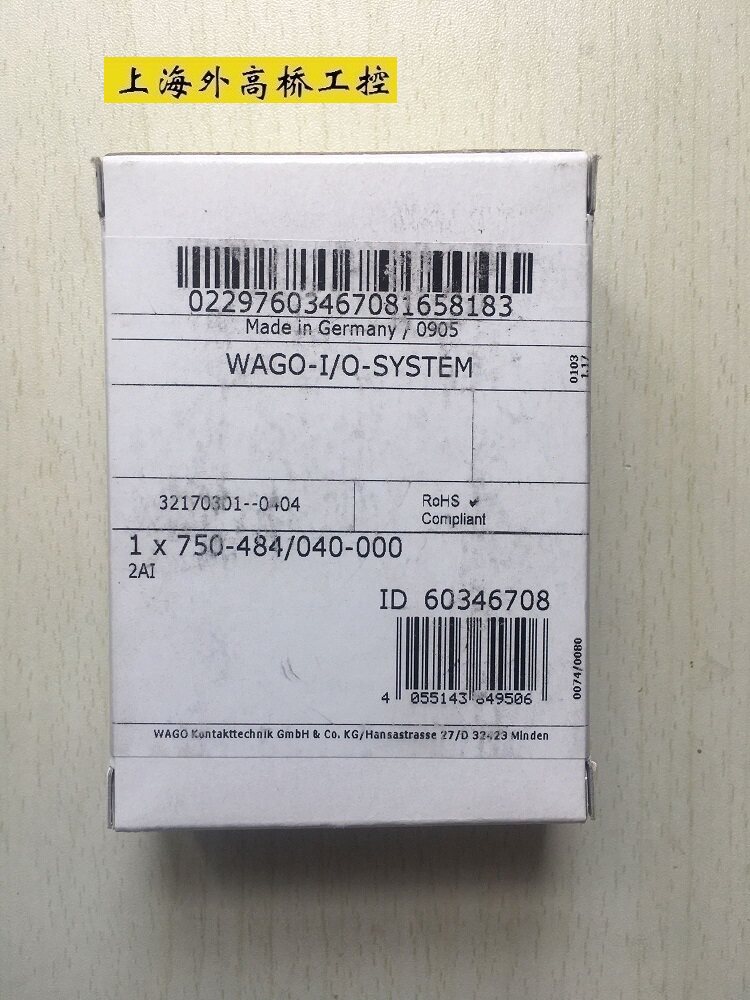 上海外高桥工控
02297603467081658183
Made in Germany / 0905
WAGO-I/O-SYSTEM
0103
1.17
32170301--0404
RoHS ✔
Compliant
1 x 750-484/040-000
2AI
ID 60346708
4 055143 849506
0074/0080
WAGO Kontakttechnik GmbH & Co. KG/Hansastrasse 27/D 32423 Minden